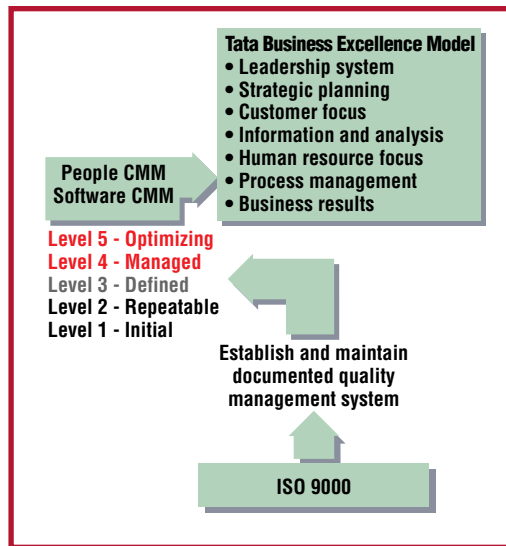 Tata Business Excellence Model
• Leadership system
• Strategic planning
• Customer focus
• Information and analysis
• Human resource focus
• Process management
• Business results
People CMM
Software CMM
Level 5 - Optimizing
Level 4 - Managed
Level 3 - Defined
Level 2 - Repeatable
Level 1 - Initial
Establish and maintain
documented quality
management system
ISO 9000